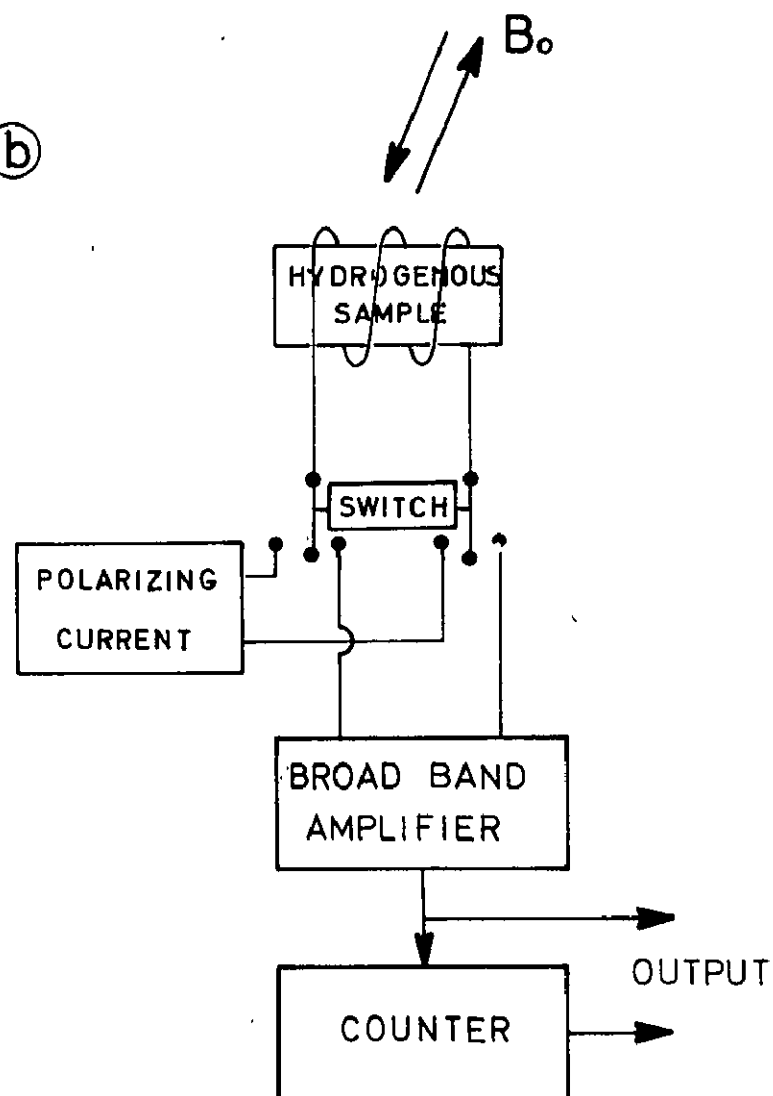 B₀
b
HYDROGENOUS
SAMPLE
SWITCH
POLARIZING
CURRENT
BROAD BAND
AMPLIFIER
OUTPUT
COUNTER